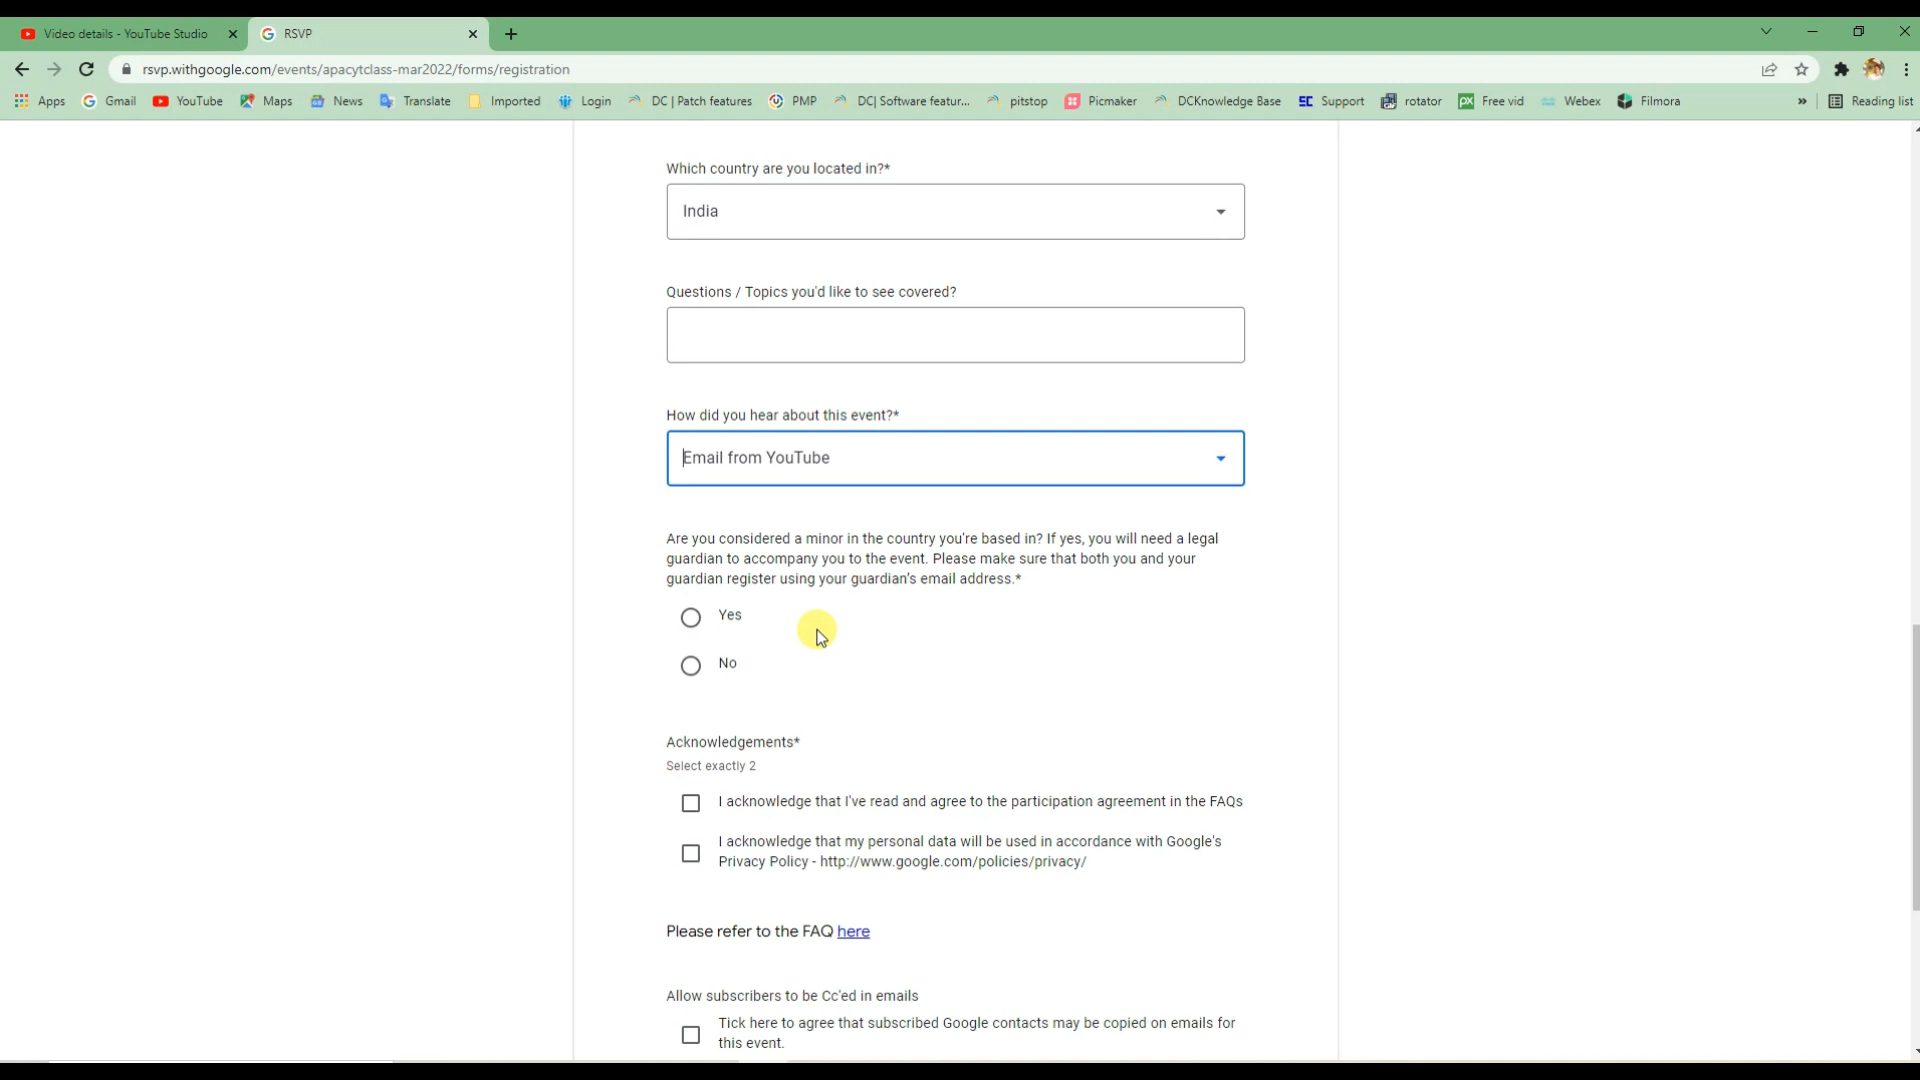 Video details - YouTube Studio
RSVP
rsvp.withgoogle.com/events/apacytclass-mar2022/forms/registration
Apps Gmail YouTube Maps News Translate Imported Login DC | Patch features PMP DC| Software featur... pitstop Picmaker DCKnowledge Base Support rotator Free vid Webex Filmora » Reading list
Which country are you located in?*
India
Questions / Topics you'd like to see covered?
How did you hear about this event?*
Email from YouTube
Are you considered a minor in the country you're based in? If yes, you will need a legal
guardian to accompany you to the event. Please make sure that both you and your
guardian register using your guardian's email address.*
Yes
No
Acknowledgements*
Select exactly 2
I acknowledge that I've read and agree to the participation agreement in the FAQs
I acknowledge that my personal data will be used in accordance with Google's
Privacy Policy - http://www.google.com/policies/privacy/
Please refer to the FAQ here
Allow subscribers to be Cc'ed in emails
Tick here to agree that subscribed Google contacts may be copied on emails for
this event.